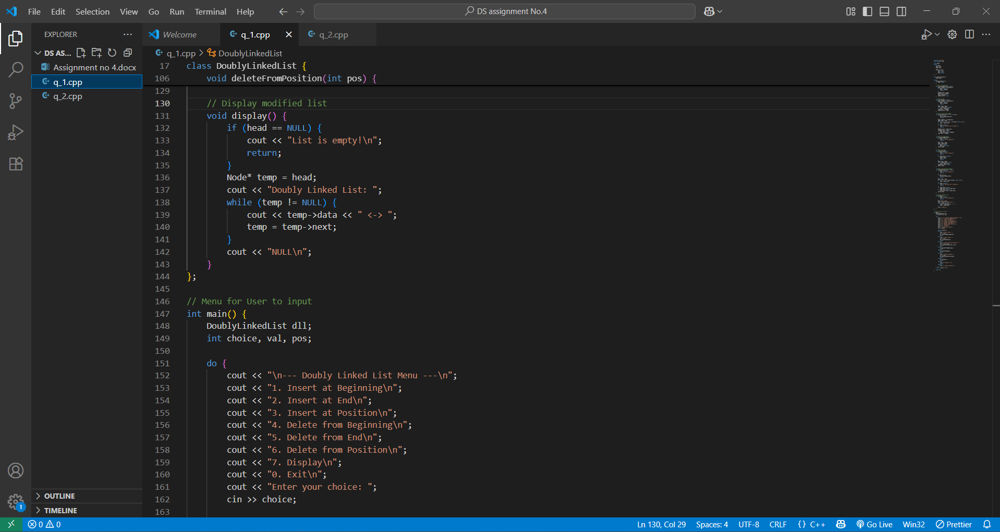 File Edit Selection View Go Run Terminal Help
DS assignment No.4
EXPLORER
DS AS...
Assignment no 4.docx
q_1.cpp
q_2.cpp
OUTLINE
TIMELINE
Welcome q_1.cpp q_2.cpp
q_1.cpp > DoublyLinkedList
17 class DoublyLinkedList {
106     void deleteFromPosition(int pos) {
129
130     // Display modified list
131     void display() {
132         if (head == NULL) {
133             cout << "List is empty!\n";
134             return;
135         }
136         Node* temp = head;
137         cout << "Doubly Linked List: ";
138         while (temp != NULL) {
139             cout << temp->data << " <-> ";
140             temp = temp->next;
141         }
142         cout << "NULL\n";
143     }
144 };
145
146 // Menu for User to input
147 int main() {
148     DoublyLinkedList dll;
149     int choice, val, pos;
150
151     do {
152         cout << "\n--- Doubly Linked List Menu ---\n";
153         cout << "1. Insert at Beginning\n";
154         cout << "2. Insert at End\n";
155         cout << "3. Insert at Position\n";
156         cout << "4. Delete from Beginning\n";
157         cout << "5. Delete from End\n";
158         cout << "6. Delete from Position\n";
159         cout << "7. Display\n";
160         cout << "0. Exit\n";
161         cout << "Enter your choice: ";
162         cin >> choice;
163
1
0 0 Ln 130, Col 29 Spaces: 4 UTF-8 CRLF {} C++ Go Live Win32 Prettier